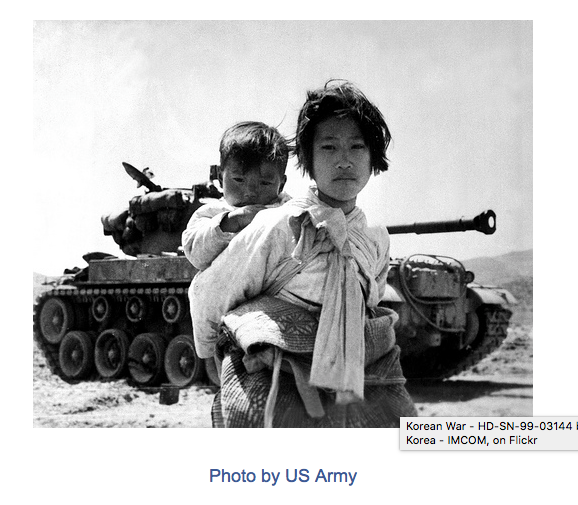 Korean War - HD-SN-99-03144
Korea - IMCOM, on Flickr
Photo by US Army